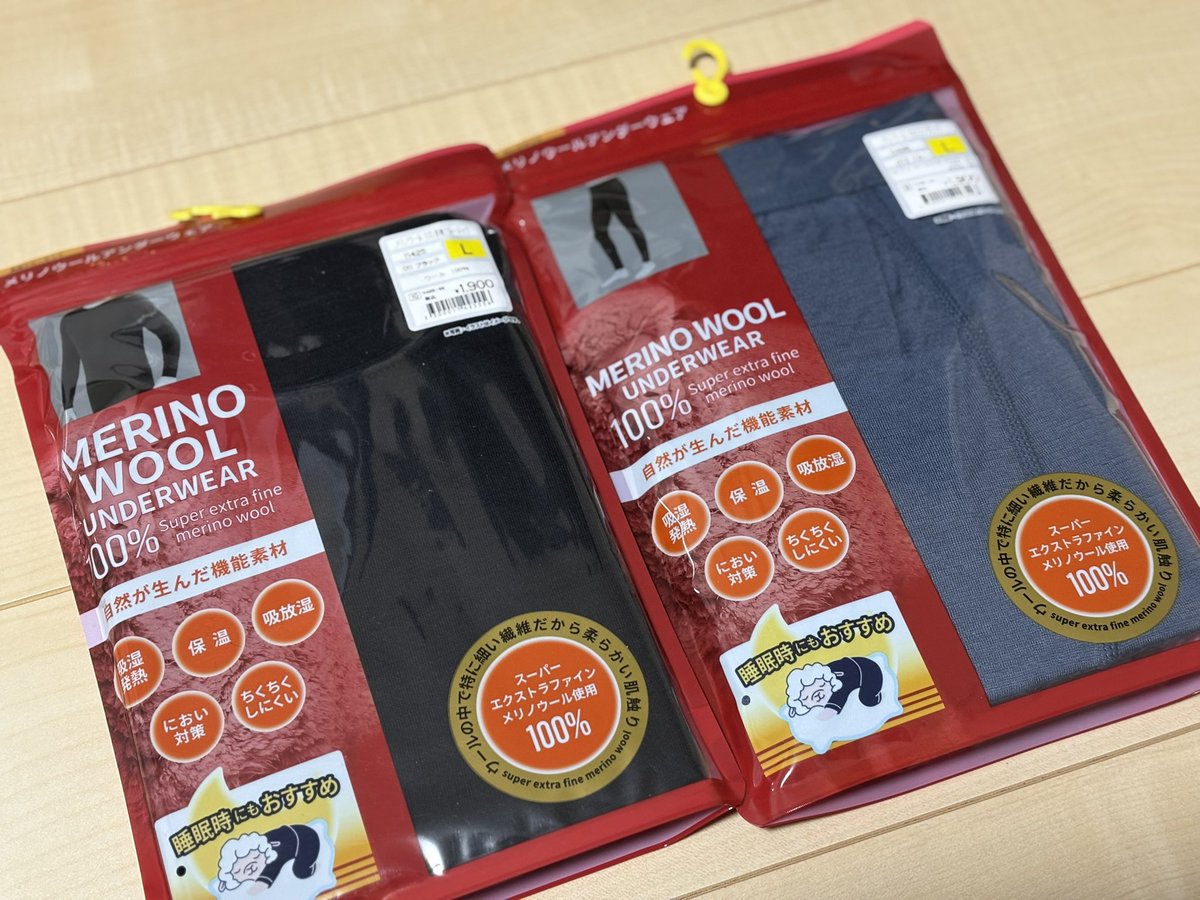 メリノウールアンダーウェア
L
00 ブラック
ウール 100%
¥1,900
MERINO
WOOL
UNDERWEAR
100% Super extra fine
merino wool
自然が生んだ機能素材
吸湿
発熱
保温
吸放湿
におい
対策
ちくちく
しにくい
ウールの中で特に細い繊維だから柔らかい肌触り
スーパー
エクストラファイン
メリノウール使用
100%
super extra fine merino wool
睡眠時にもおすすめ
メリノウールアンダーウェア
L
MERINO WOOL
UNDERWEAR
100% Super extra fine
merino wool
自然が生んだ機能素材
吸湿
発熱
保温
吸放湿
におい
対策
ちくちく
しにくい
ウールの中で特に細い繊維だから柔らかい肌触り
スーパー
エクストラファイン
メリノウール使用
100%
super extra fine merino wool
睡眠時にもおすすめ